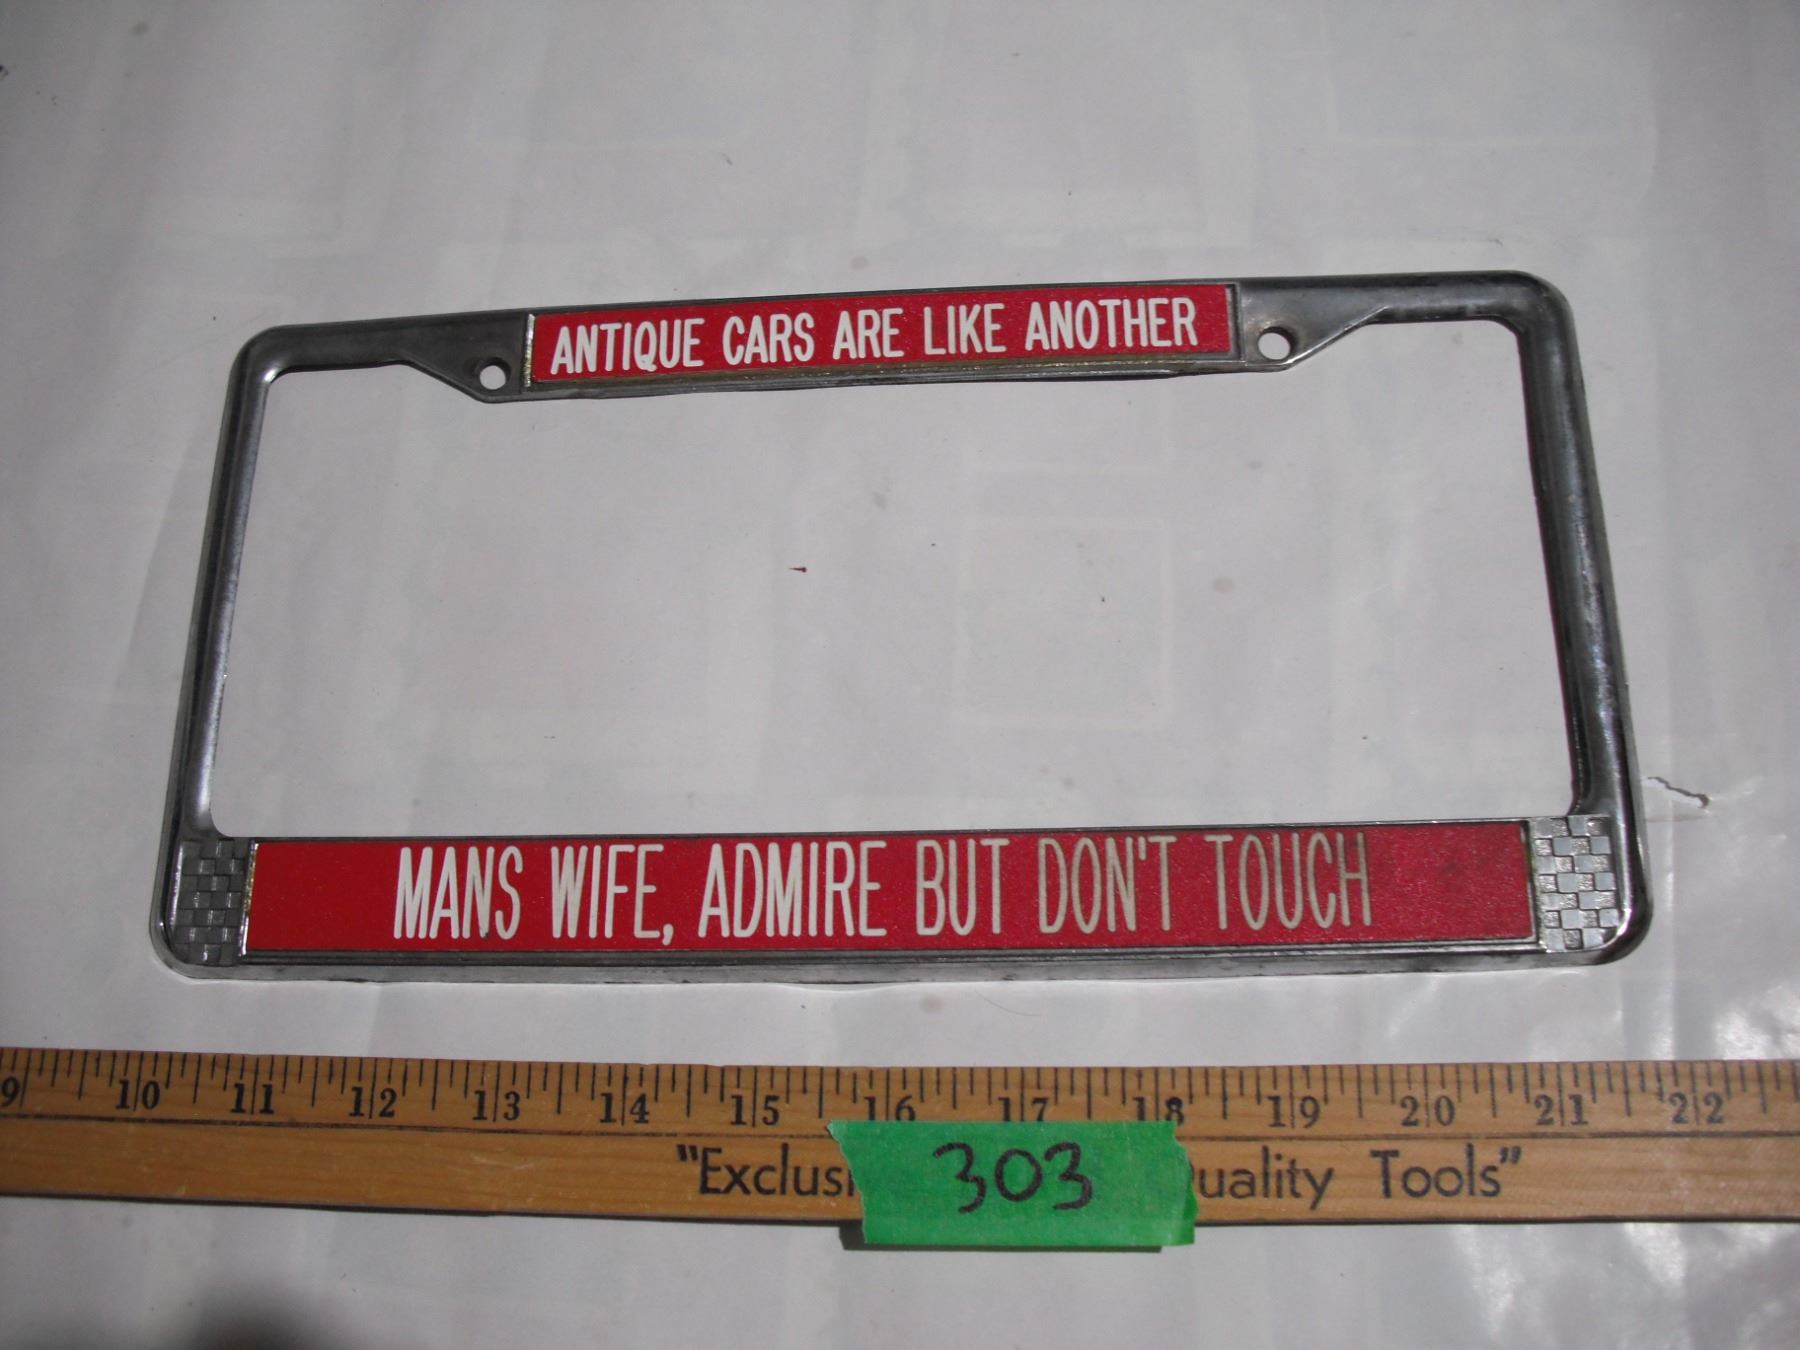 ANTIQUE CARS ARE LIKE ANOTHER
MANS WIFE, ADMIRE BUT DON'T TOUCH
9 10 11 12 13 14 15 16 17 18 19 20 21 22
"Exclusi uality Tools"
303